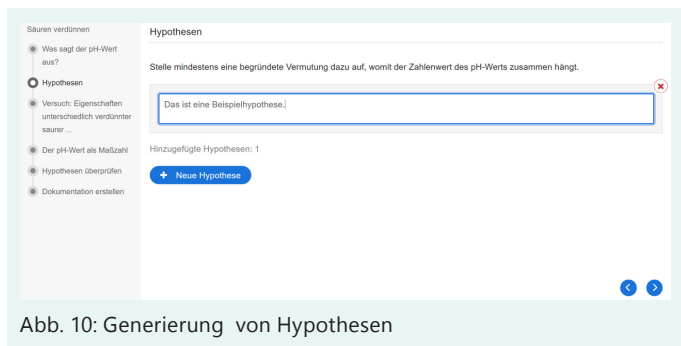 Säuren verdünnen
Was sagt der pH-Wert
aus?
Hypothesen
Versuch: Eigenschaften
unterschiedlich verdünnter
saurer ...
Der pH-Wert als Maßzahl
Hypothesen überprüfen
Dokumentation erstellen
Hypothesen
Stelle mindestens eine begründete Vermutung dazu auf, womit der Zahlenwert des pH-Werts zusammen hängt.
Das ist eine Beispielhypothese.
Hinzugefügte Hypothesen: 1
+ Neue Hypothese
Abb. 10: Generierung von Hypothesen